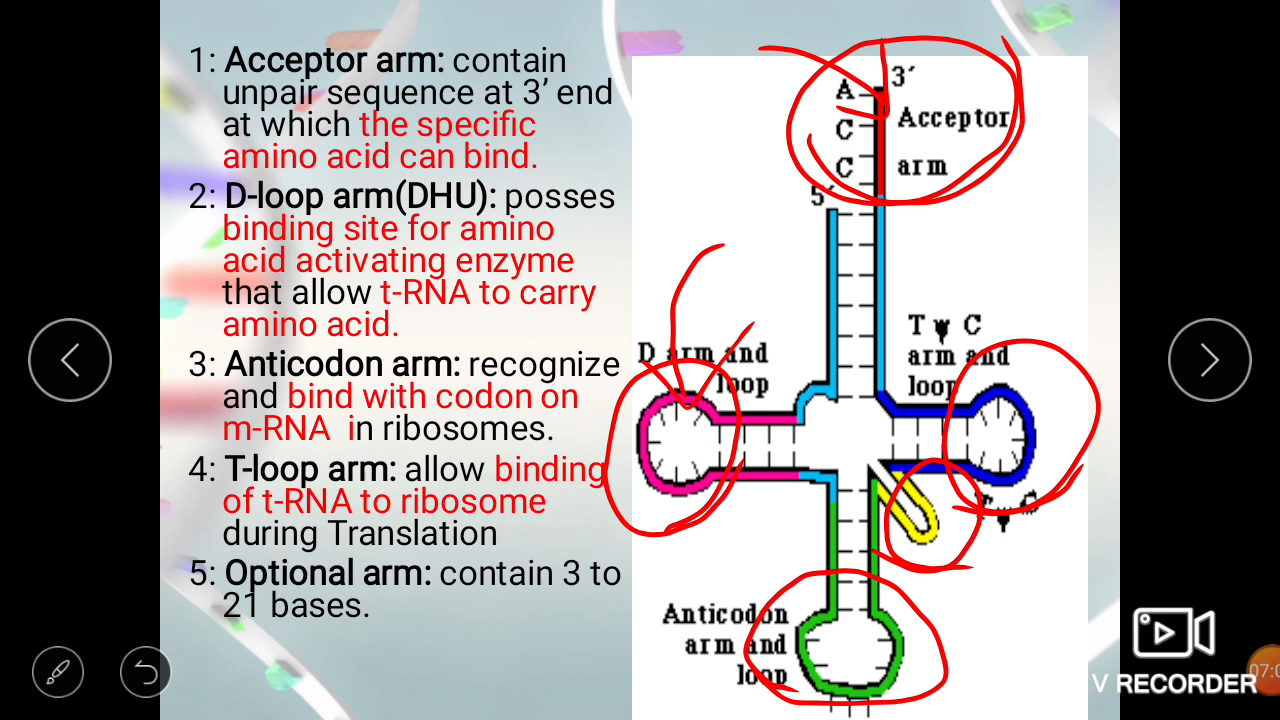 1: Acceptor arm: contain
unpair sequence at 3’ end
at which the specific
amino acid can bind.
2: D-loop arm(DHU): posses
binding site for amino
acid activating enzyme
that allow t-RNA to carry
amino acid.
3: Anticodon arm: recognize
and bind with codon on
m-RNA in ribosomes.
4: T-loop arm: allow binding
of t-RNA to ribosome
during Translation
5: Optional arm: contain 3 to
21 bases.
3´
A
Acceptor
C
C
arm
5´
T ψ C
arm and
loop
D arm and
loop
T ψ C
Anticodon
arm and
loop
V RECORDER